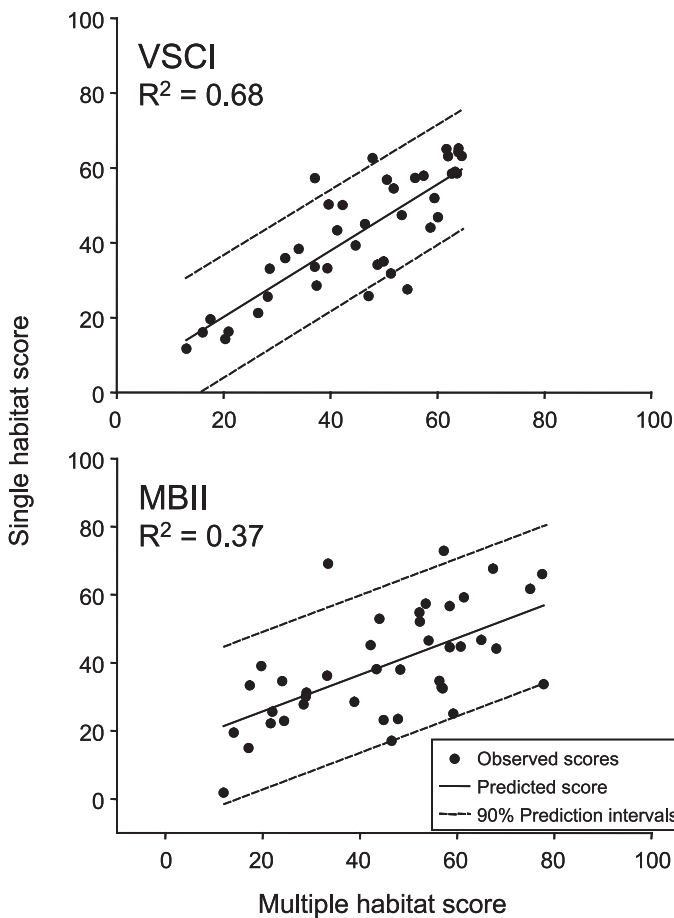 100
VSCI
R² = 0.68
80
60
40
20
0
0 20 40 60 80 100
Single habitat score
100
MBII
R² = 0.37
80
60
40
20
0
Observed scores
Predicted score
90% Prediction intervals
0 20 40 60 80 100
Multiple habitat score